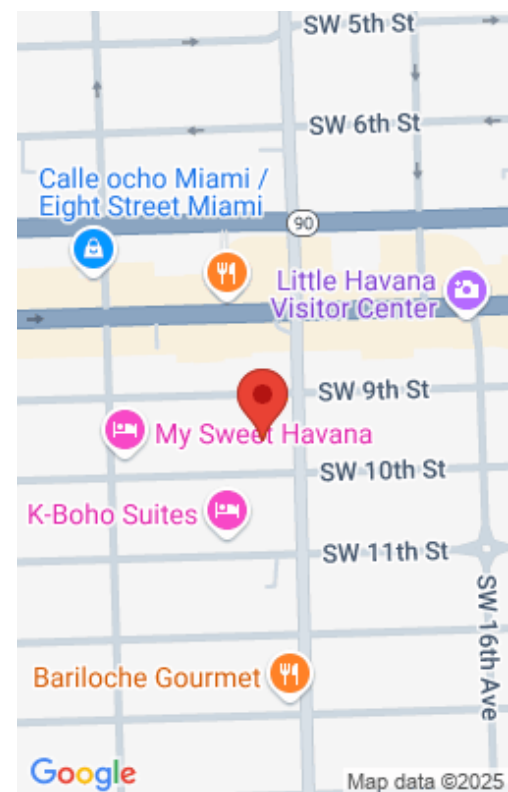 SW 5th St
SW 6th St
Calle ocho Miami /
Eight Street Miami
90
Little Havana
Visitor Center
SW 9th St
My Sweet Havana
SW 10th St
K-Boho Suites
SW 11th St
SW 16th Ave
Bariloche Gourmet
Google
Map data ©2025